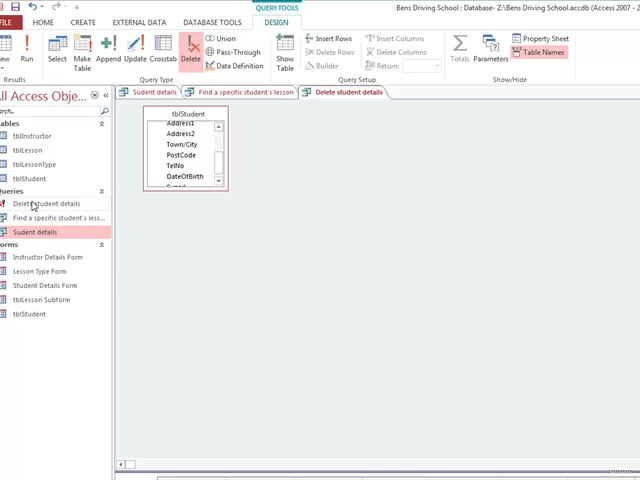 QUERY TOOLS
Bens Driving School : Database- Z:\Bens Driving School.accdb (Access 2007 - 2
FILE HOME CREATE EXTERNAL DATA DATABASE TOOLS DESIGN
Run Select Make Table Append Update Crosstab Delete
Union
Pass-Through
Data Definition
Show Table
Insert Rows
Delete Rows
Builder
Insert Columns
Delete Columns
Return:
Totals Parameters
Property Sheet
Table Names
Results Query Type Query Setup Show/Hide
All Access Obje...
Sudent details Find a specific student's lesson Delete student details
tblInstructor
tblLesson
tblLessonType
tblStudent
Queries
Delete student details
Find a specific student's less...
Sudent details
Instructor Details Form
Lesson Type Form
Student Details Form
tblLesson Subform
tblStudent
tblStudent
Address1
Address2
Town/City
PostCode
TelNo
DateOfBirth